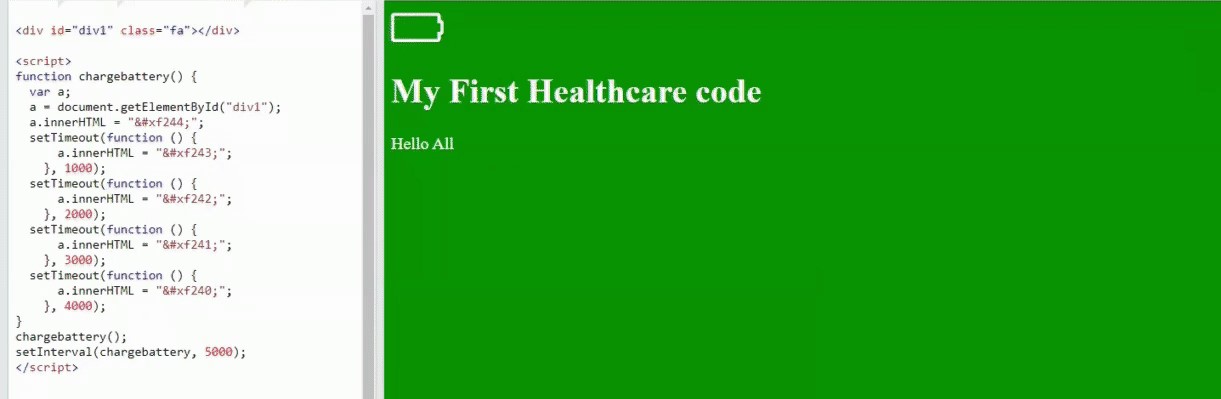 <div id="div1" class="fa"></div>
<script>
function chargebattery() {
  var a;
  a = document.getElementById("div1");
  a.innerHTML = "&#xf244;";
  setTimeout(function () {
      a.innerHTML = "&#xf243;";
    }, 1000);
  setTimeout(function () {
      a.innerHTML = "&#xf242;";
    }, 2000);
  setTimeout(function () {
      a.innerHTML = "&#xf241;";
    }, 3000);
  setTimeout(function () {
      a.innerHTML = "&#xf240;";
    }, 4000);
}
chargebattery();
setInterval(chargebattery, 5000);
</script>
My First Healthcare code
Hello All